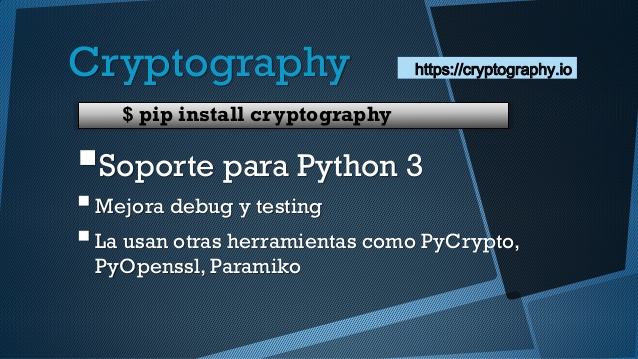 Cryptography
https://cryptography.io
$ pip install cryptography
▪Soporte para Python 3
▪ Mejora debug y testing
▪ La usan otras herramientas como PyCrypto,
PyOpenssl, Paramiko